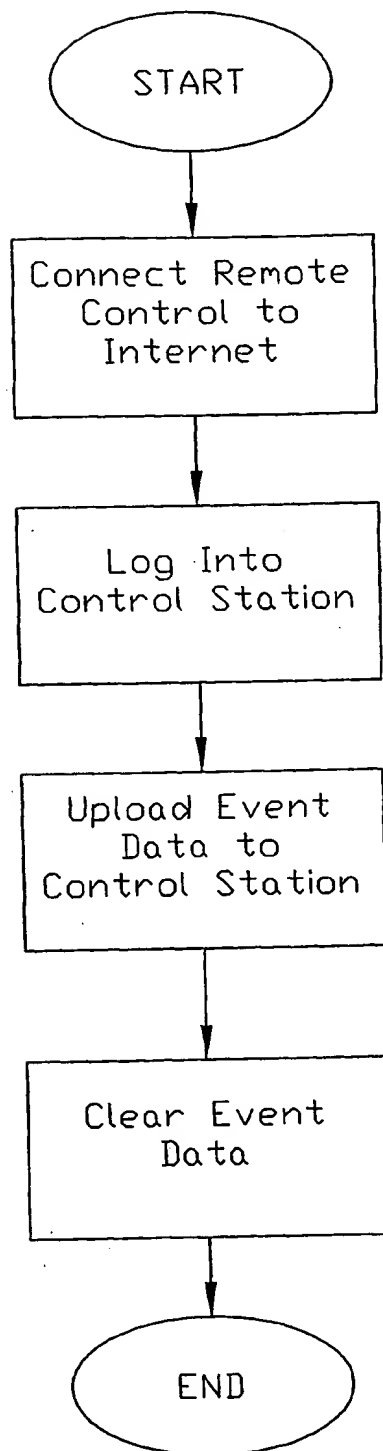 START
Connect Remote
Control to
Internet
Log Into
Control Station
Upload Event
Data to
Control Station
Clear Event
Data
END